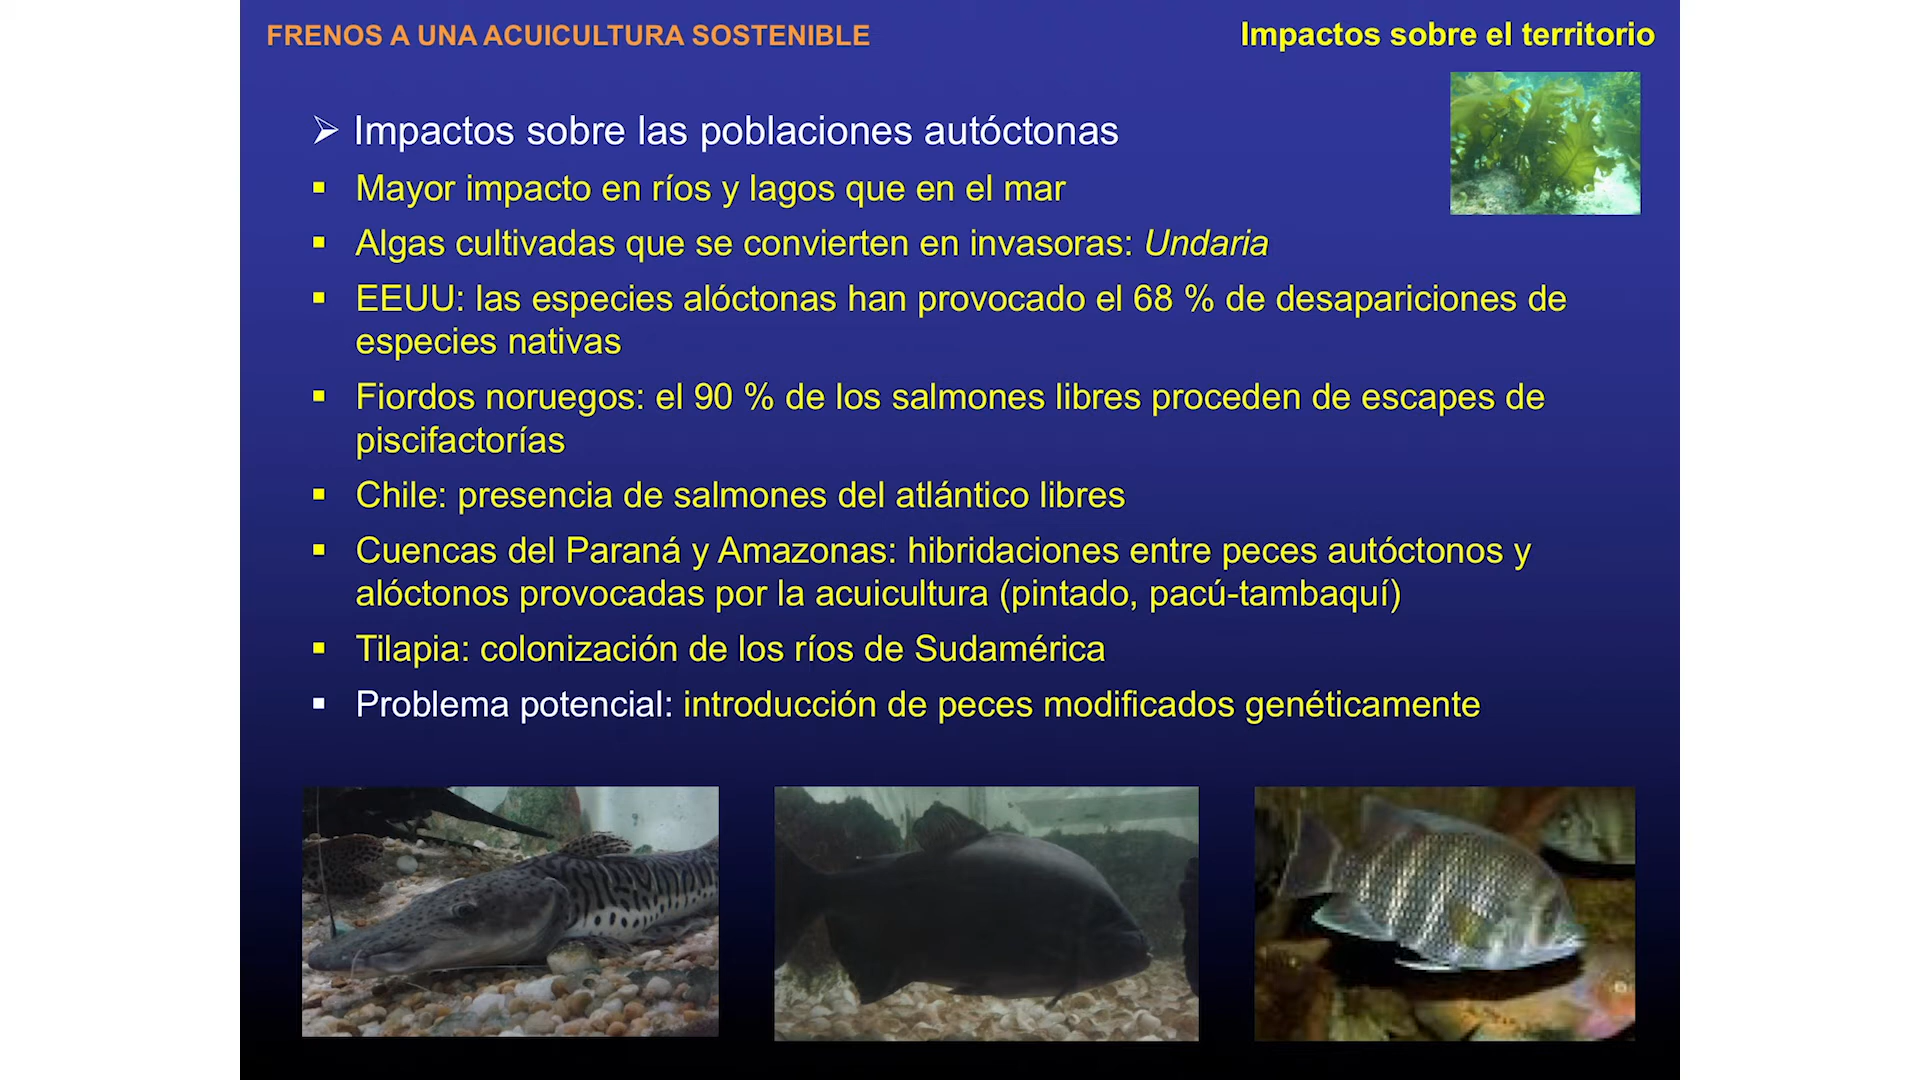 FRENOS A UNA ACUICULTURA SOSTENIBLE
Impactos sobre el territorio
Impactos sobre las poblaciones autóctonas
Mayor impacto en ríos y lagos que en el mar
Algas cultivadas que se convierten en invasoras: Undaria
EEUU: las especies alóctonas han provocado el 68 % de desapariciones de
especies nativas
Fiordos noruegos: el 90 % de los salmones libres proceden de escapes de
piscifactorías
Chile: presencia de salmones del atlántico libres
Cuencas del Paraná y Amazonas: hibridaciones entre peces autóctonos y
alóctonos provocadas por la acuicultura (pintado, pacú-tambaquí)
Tilapia: colonización de los ríos de Sudamérica
Problema potencial: introducción de peces modificados genéticamente